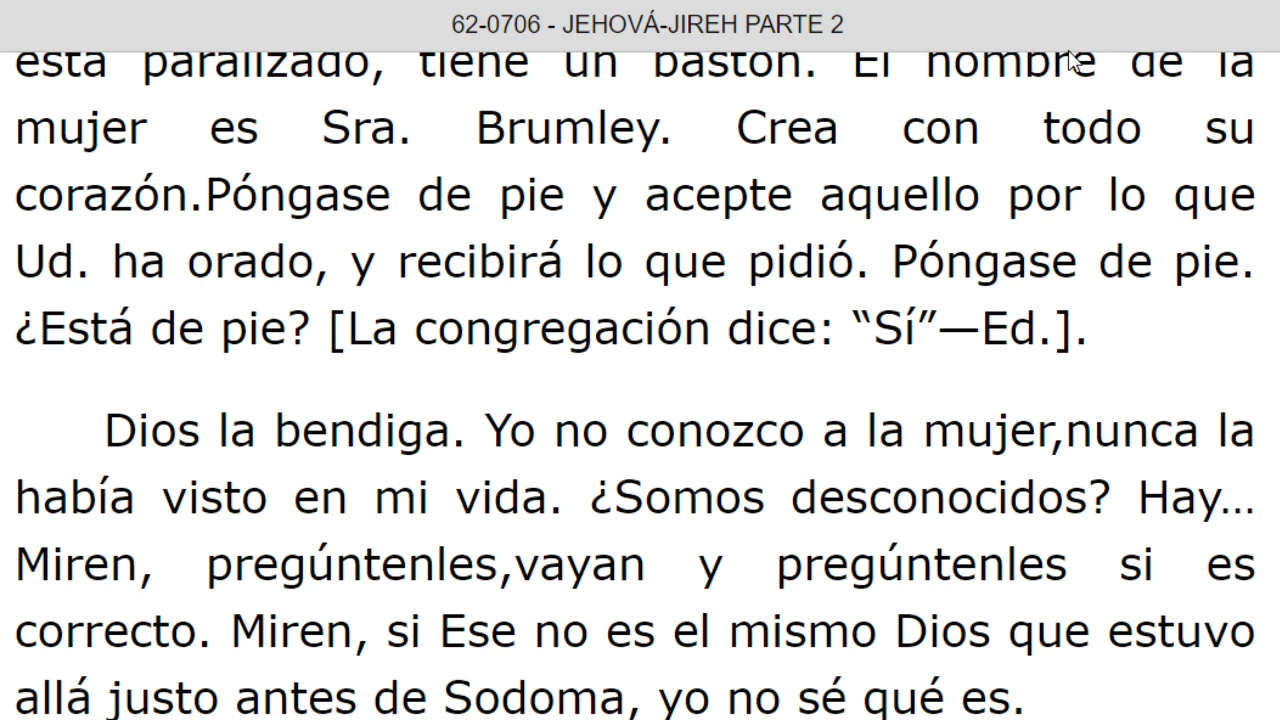 62-0706 - JEHOVÁ-JIREH PARTE 2
está paralizado, tiene un bastón. El nombre de la
mujer es Sra. Brumley. Crea con todo su
corazón.Póngase de pie y acepte aquello por lo que
Ud. ha orado, y recibirá lo que pidió. Póngase de pie.
¿Está de pie? [La congregación dice: “Sí”—Ed.].
Dios la bendiga. Yo no conozco a la mujer,nunca la
había visto en mi vida. ¿Somos desconocidos? Hay...
Miren, pregúntenles,vayan y pregúntenles si es
correcto. Miren, si Ese no es el mismo Dios que estuvo
allá justo antes de Sodoma, yo no sé qué es.